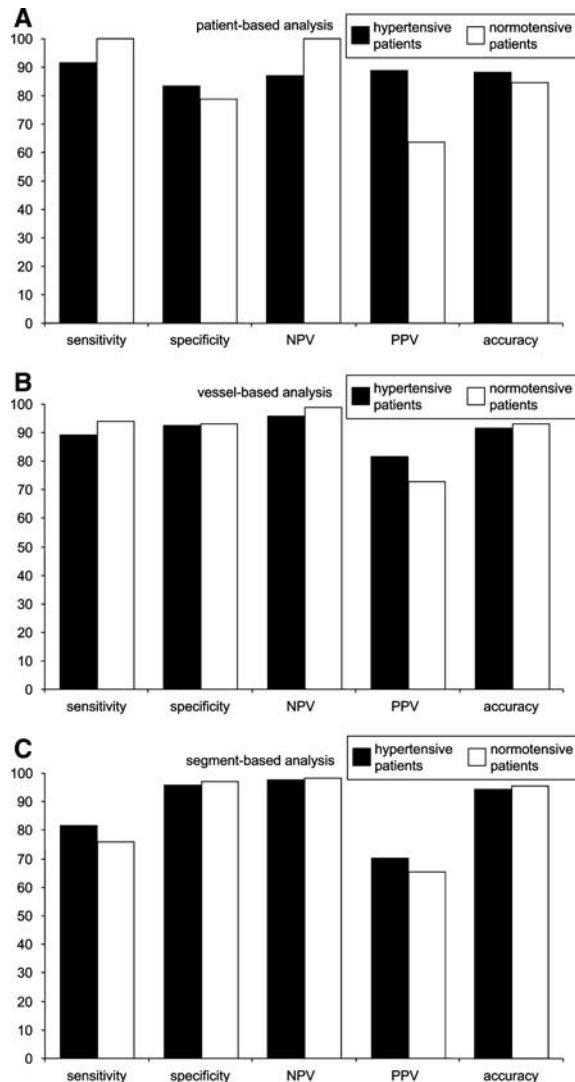 A
patient-based analysis
hypertensive patients
normotensive patients
100
90
80
70
60
50
40
30
20
10
0
sensitivity specificity NPV PPV accuracy
B
vessel-based analysis
hypertensive patients
normotensive patients
100
90
80
70
60
50
40
30
20
10
0
sensitivity specificity NPV PPV accuracy
C
segment-based analysis
hypertensive patients
normotensive patients
100
90
80
70
60
50
40
30
20
10
0
sensitivity specificity NPV PPV accuracy